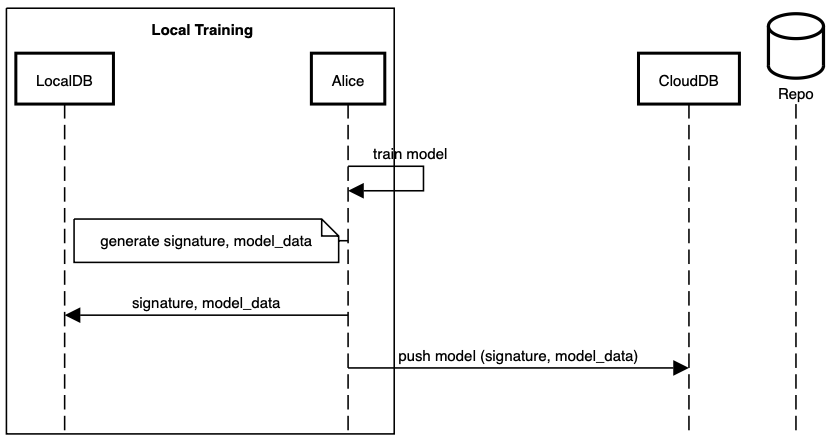 Local Training
LocalDB
Alice
CloudDB
Repo
train model
generate signature, model_data
signature, model_data
push model (signature, model_data)